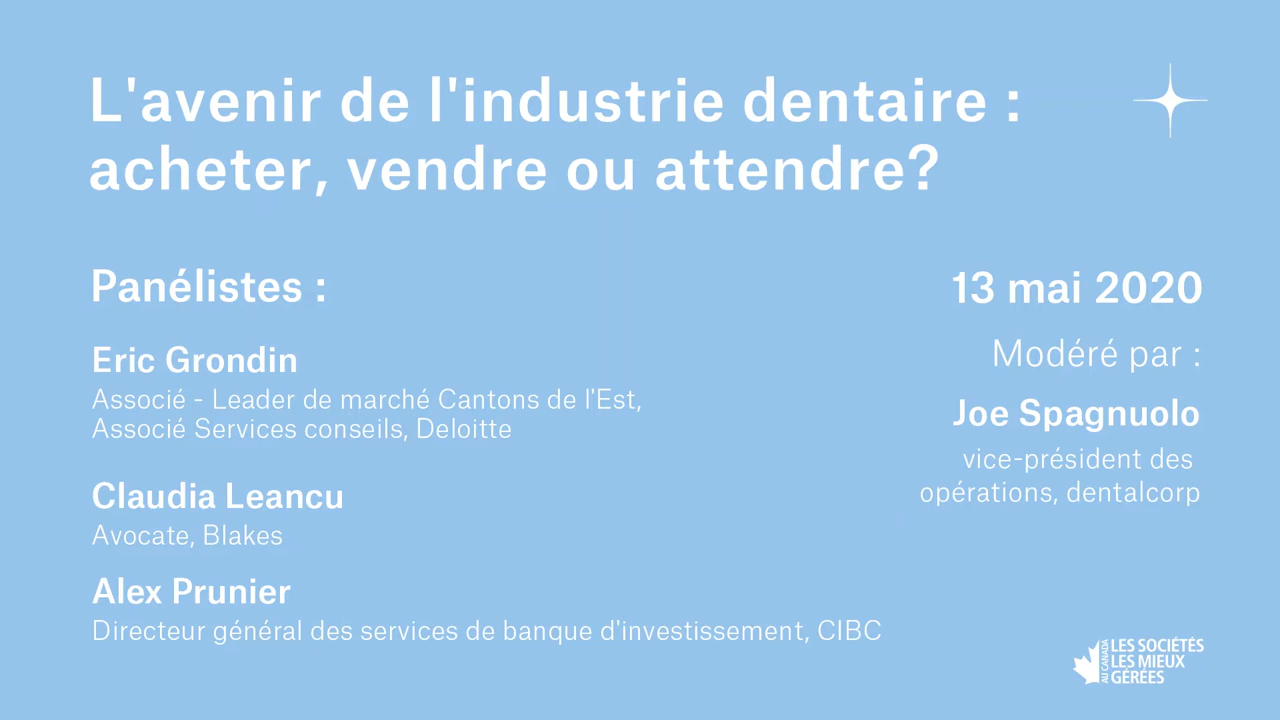 L'avenir de l'industrie dentaire :
acheter, vendre ou attendre?
Panélistes :
Eric Grondin
Associé - Leader de marché Cantons de l'Est,
Associé Services conseils, Deloitte
Claudia Leancu
Avocate, Blakes
Alex Prunier
Directeur général des services de banque d'investissement, CIBC
13 mai 2020
Modéré par :
Joe Spagnuolo
vice-président des
opérations, dentalcorp
AU CANADA
LES SOCIÉTÉS
LES MIEUX
GÉRÉES